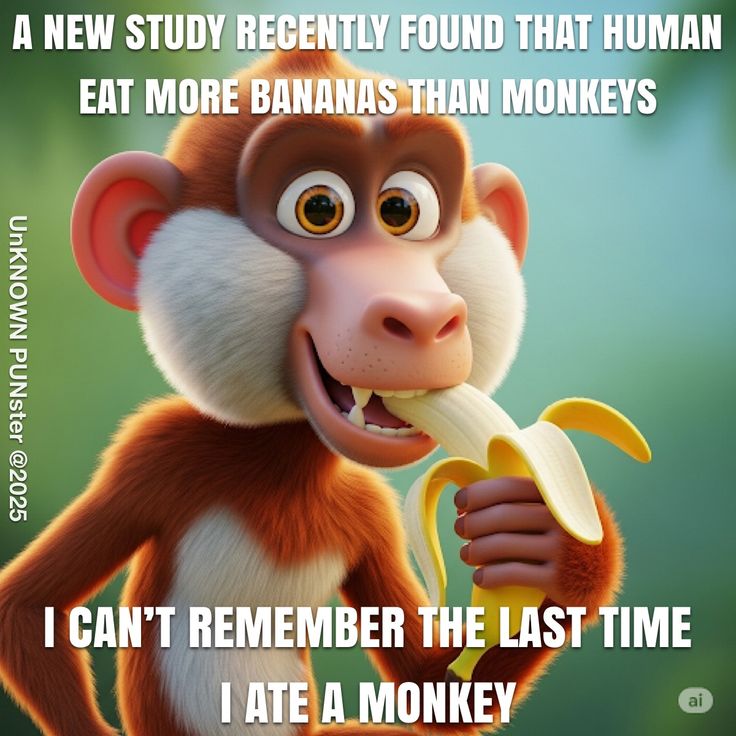 A NEW STUDY RECENTLY FOUND THAT HUMAN
EAT MORE BANANAS THAN MONKEYS
UnKNOWN PUNster @2025
I CAN'T REMEMBER THE LAST TIME
I ATE A MONKEY
ai